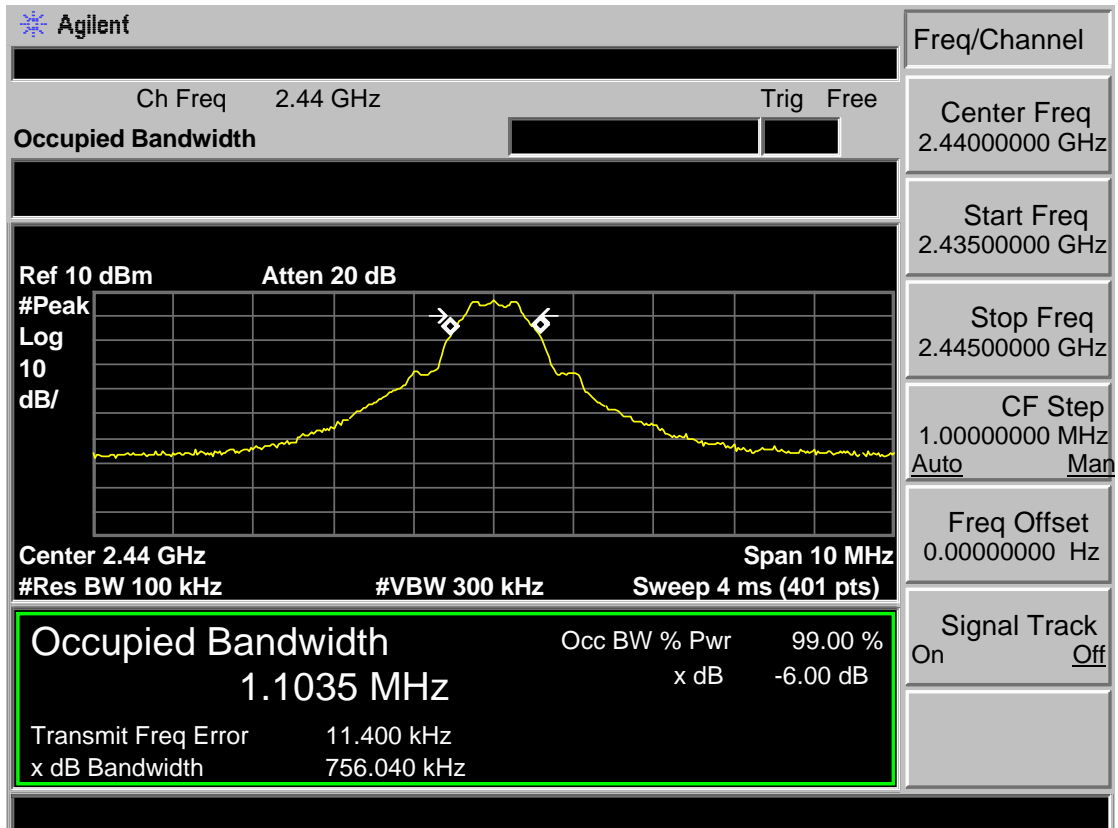 Agilent
Ch Freq 2.44 GHz Trig Free
Occupied Bandwidth
Ref 10 dBm Atten 20 dB
#Peak
Log
10
dB/
Center 2.44 GHz Span 10 MHz
#Res BW 100 kHz #VBW 300 kHz Sweep 4 ms (401 pts)
Occupied Bandwidth Occ BW % Pwr 99.00 %
1.1035 MHz x dB -6.00 dB
Transmit Freq Error 11.400 kHz
x dB Bandwidth 756.040 kHz
Freq/Channel
Center Freq
2.44000000 GHz
Start Freq
2.43500000 GHz
Stop Freq
2.44500000 GHz
CF Step
1.00000000 MHz
Auto Man
Freq Offset
0.00000000 Hz
Signal Track
On Off